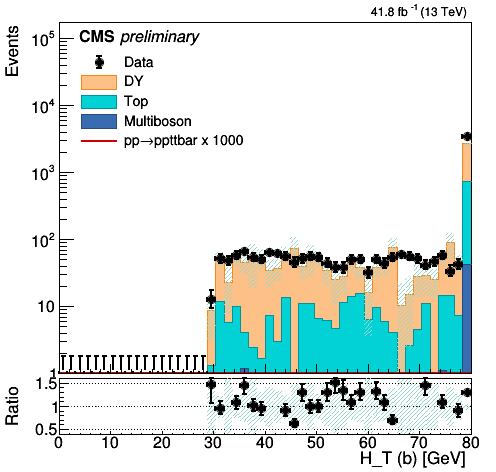 41.8 fb⁻¹ (13 TeV)
CMS preliminary
Data
DY
Top
Multiboson
pp→ppttbar x 1000
Events
10⁵
10⁴
10³
10²
10
1
Ratio
1.5
1
0.5
0 10 20 30 40 50 60 70 80
H_T (b) [GeV]